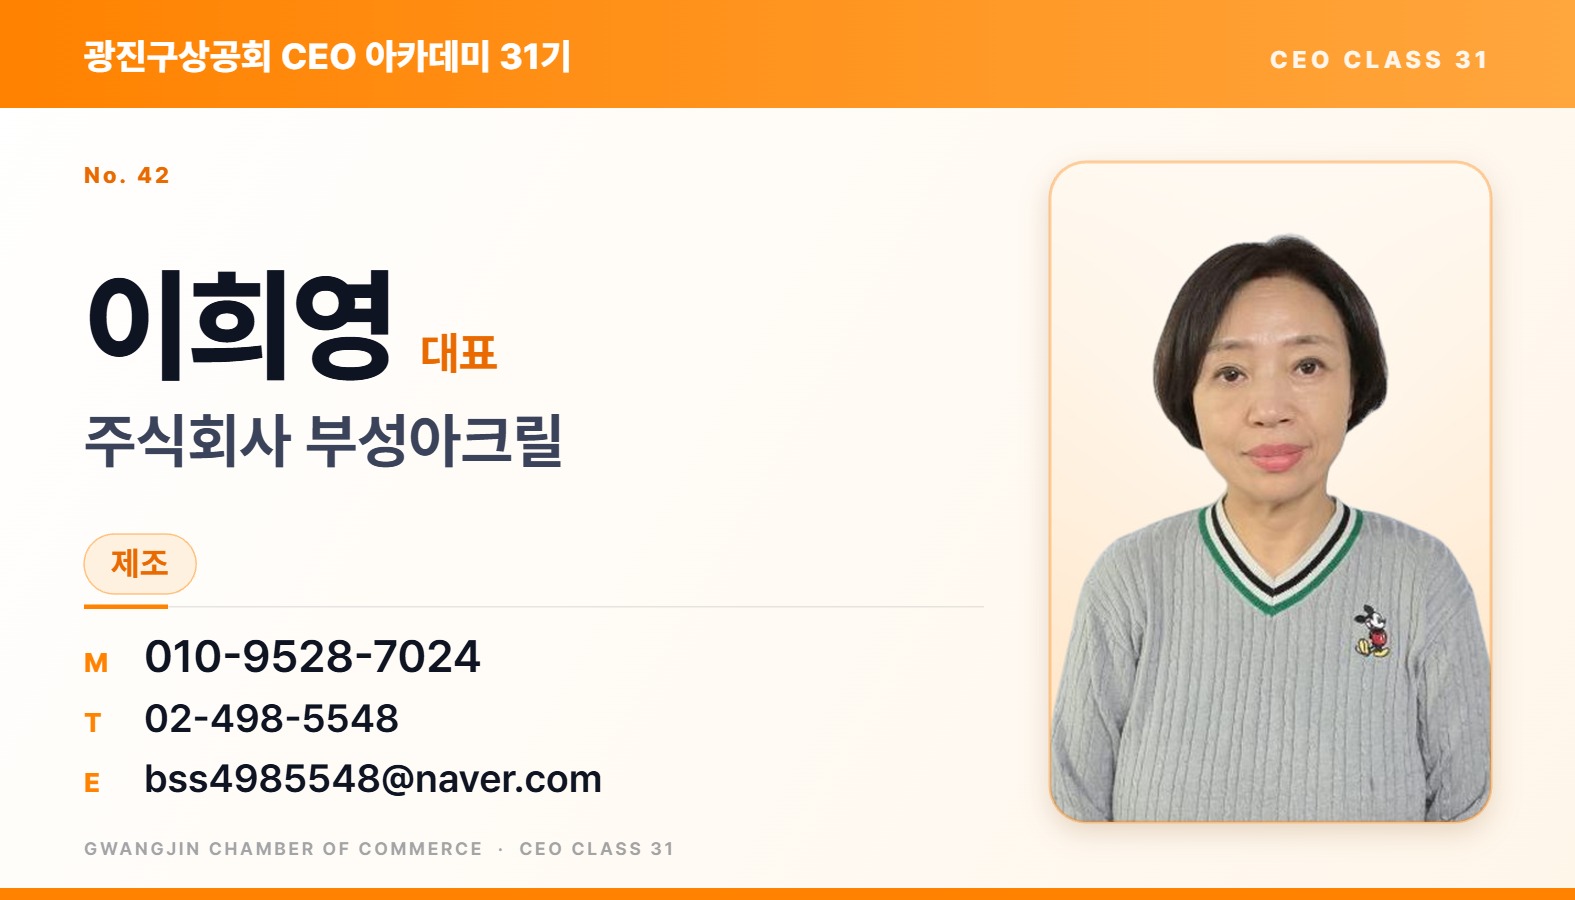 광진구상공회 CEO 아카데미 31기
CEO CLASS 31
No. 42
이희영 대표
주식회사 부성아크릴
제조
M 010-9528-7024
T 02-498-5548
E bss4985548@naver.com
GWANGJIN CHAMBER OF COMMERCE · CEO CLASS 31